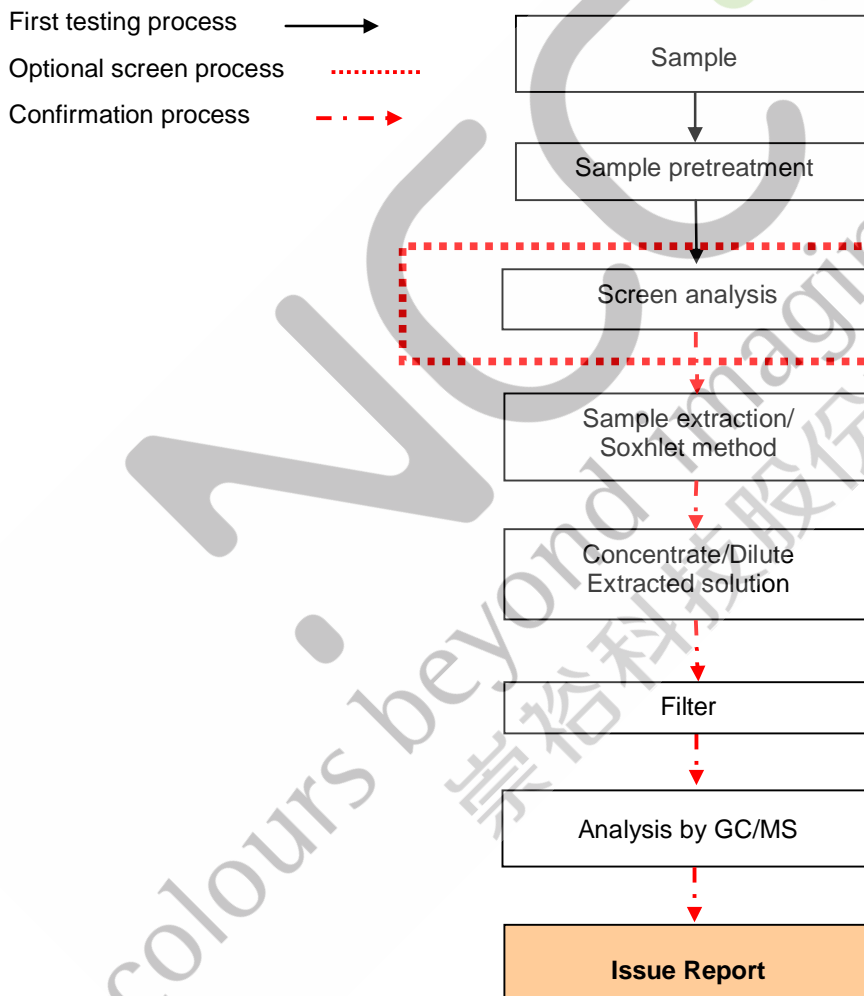 First testing process
Optional screen process
Confirmation process
Sample
Sample pretreatment
Screen analysis
Sample extraction/
Soxhlet method
Concentrate/Dilute
Extracted solution
Filter
Analysis by GC/MS
Issue Report
colours beyond imagin
崇裕科技股份